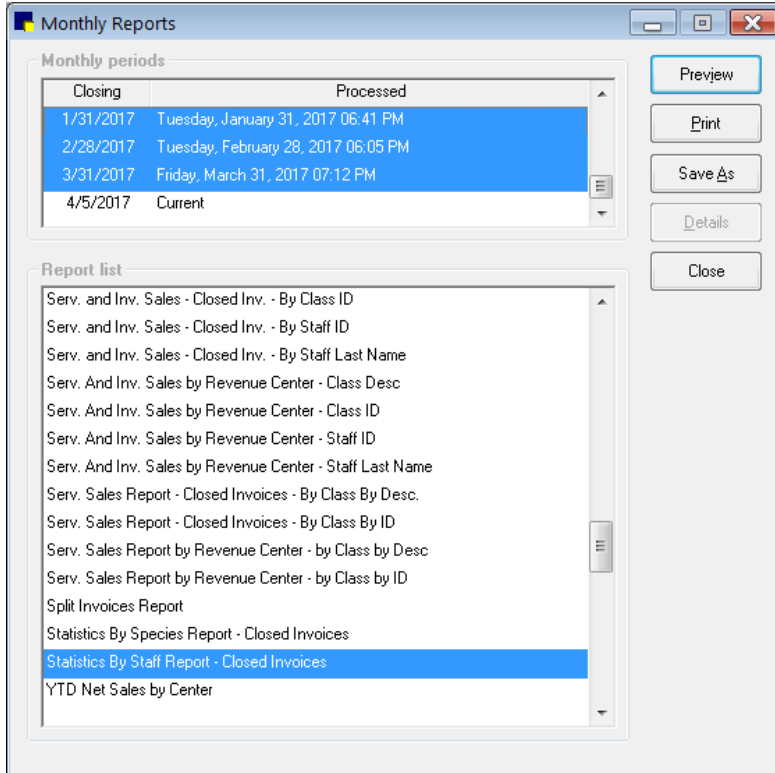 Monthly Reports
Monthly periods
Closing Processed
1/31/2017 Tuesday, January 31, 2017 06:41 PM
2/28/2017 Tuesday, February 28, 2017 06:05 PM
3/31/2017 Friday, March 31, 2017 07:12 PM
4/5/2017 Current
Preview
Print
Save As
Details
Close
Report list
Serv. and Inv. Sales - Closed Inv. - By Class ID
Serv. and Inv. Sales - Closed Inv. - By Staff ID
Serv. and Inv. Sales - Closed Inv. - By Staff Last Name
Serv. And Inv. Sales by Revenue Center - Class Desc
Serv. And Inv. Sales by Revenue Center - Class ID
Serv. And Inv. Sales by Revenue Center - Staff ID
Serv. And Inv. Sales by Revenue Center - Staff Last Name
Serv. Sales Report - Closed Invoices - By Class By Desc.
Serv. Sales Report - Closed Invoices - By Class By ID
Serv. Sales Report by Revenue Center - by Class by Desc
Serv. Sales Report by Revenue Center - by Class by ID
Split Invoices Report
Statistics By Species Report - Closed Invoices
Statistics By Staff Report - Closed Invoices
YTD Net Sales by Center